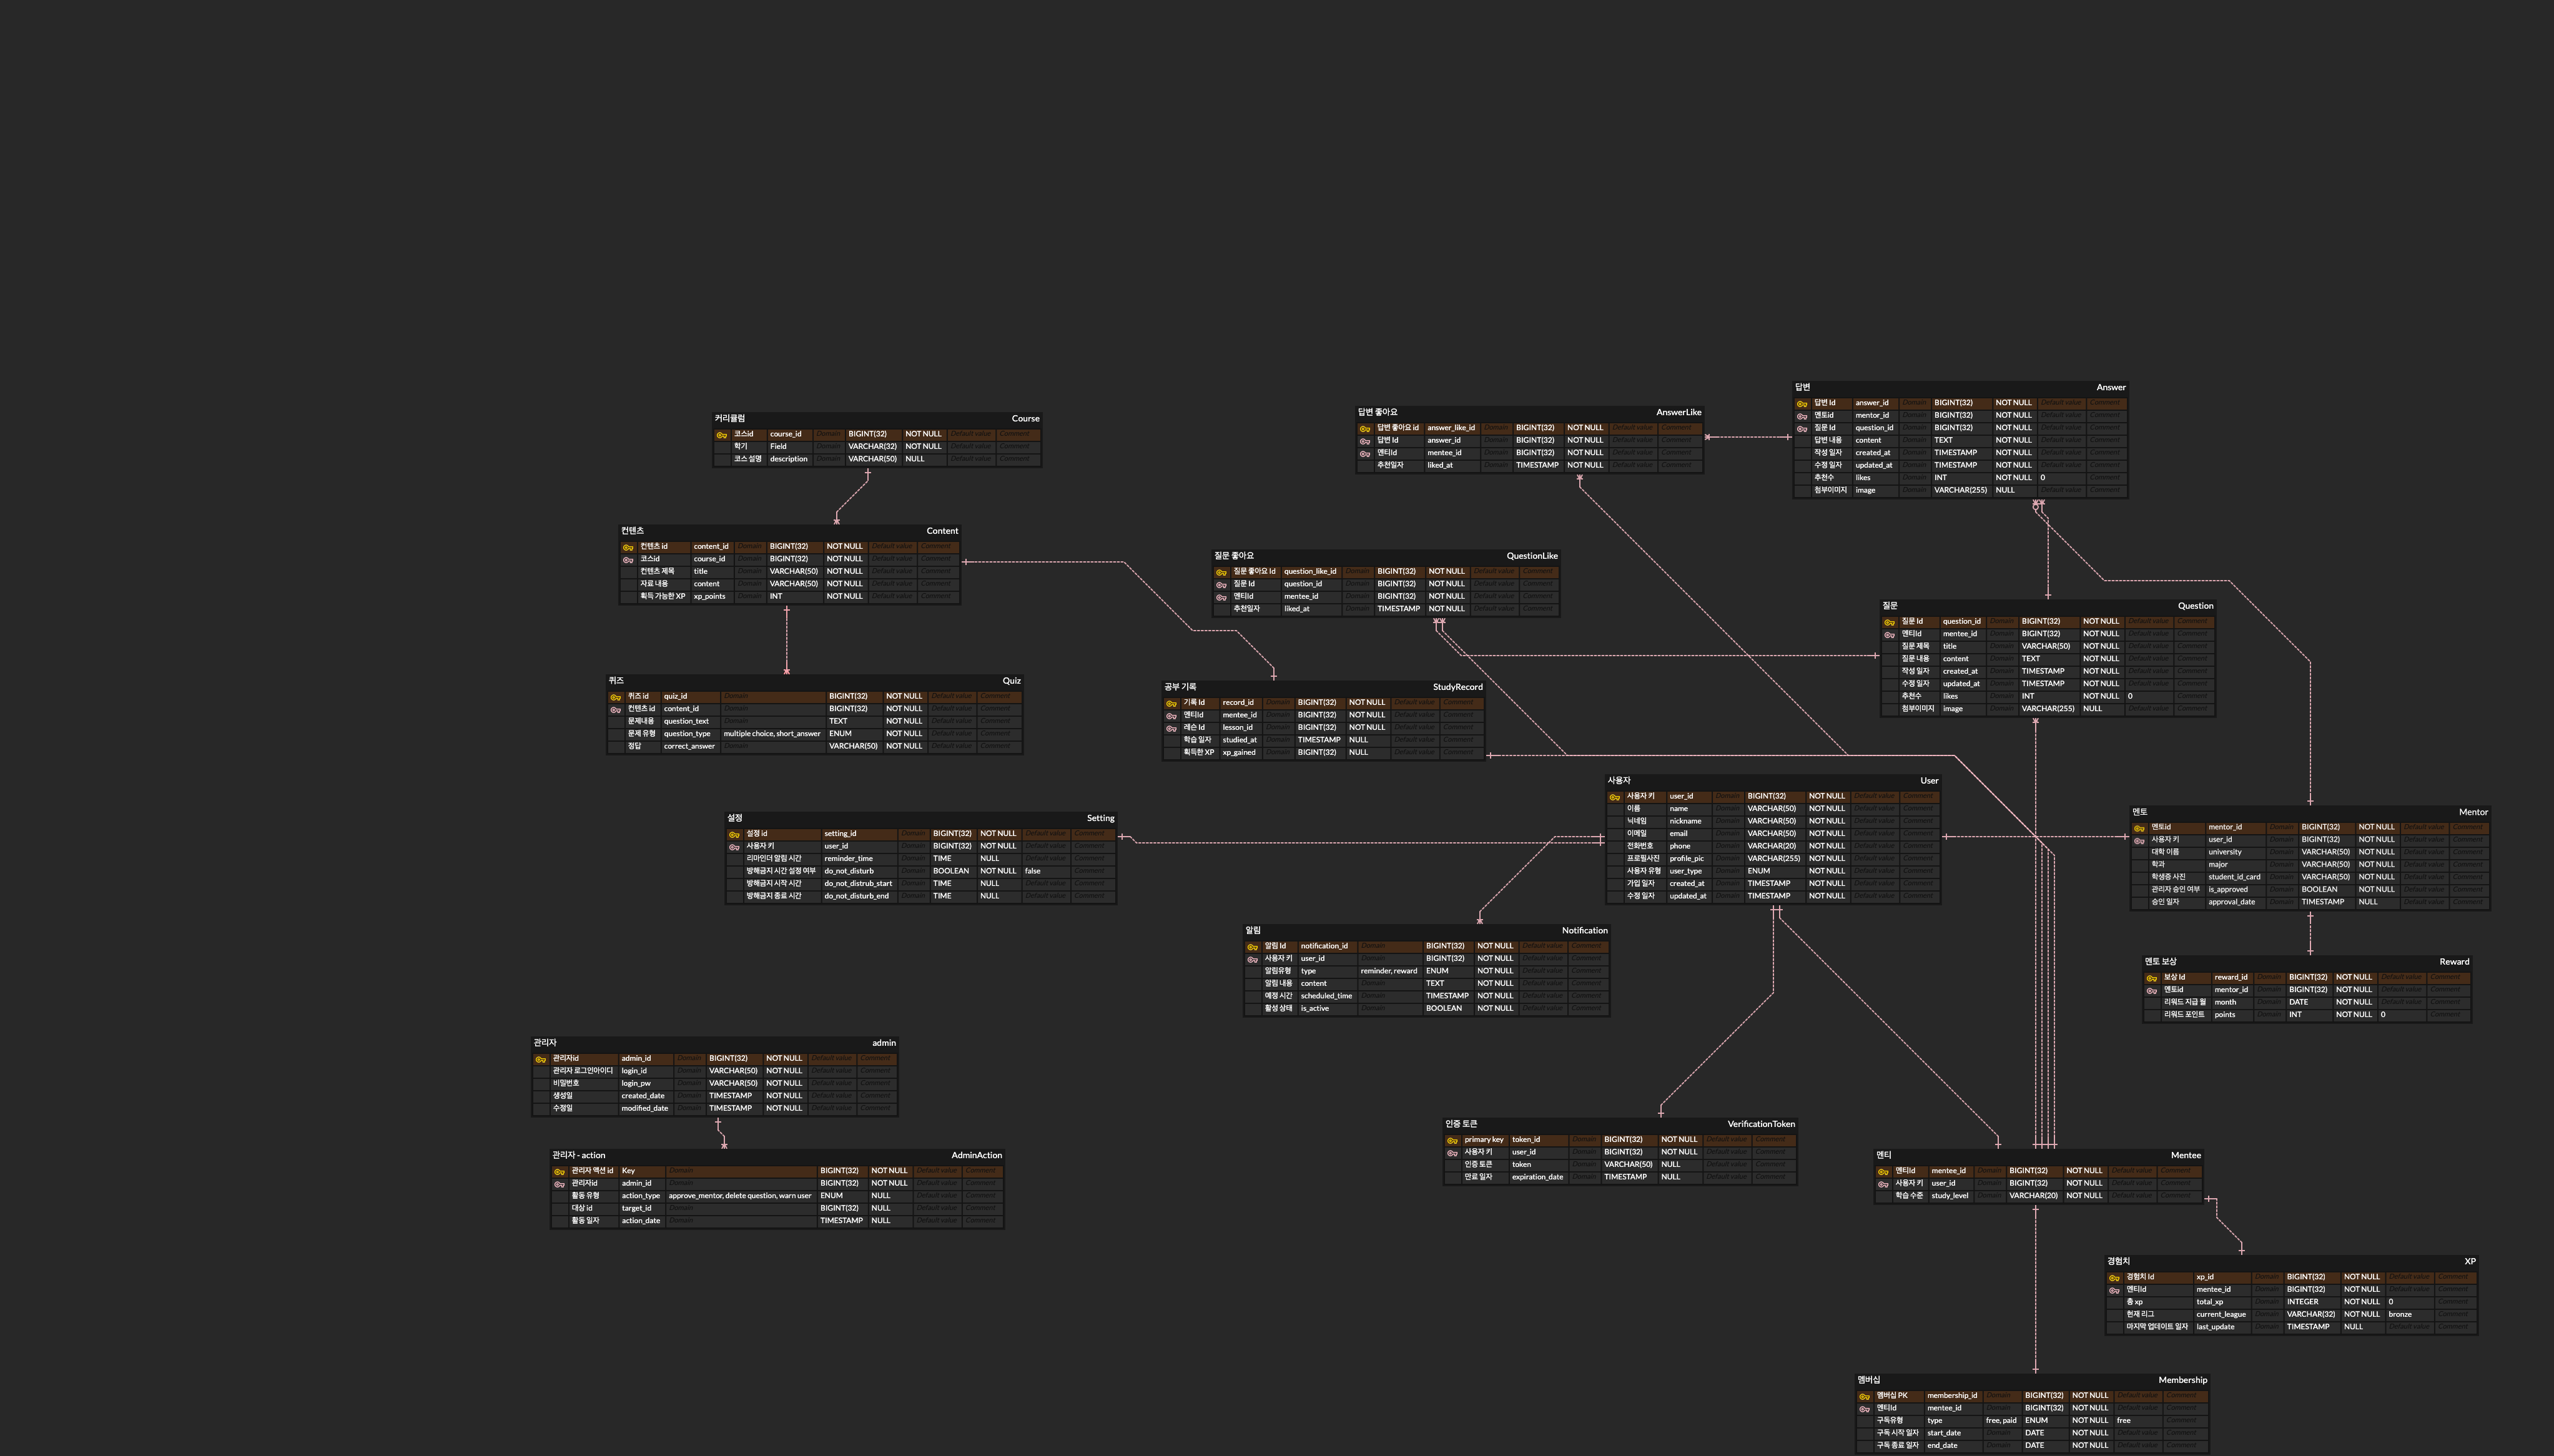 커리큘럼 Course
코스id course_id Domain BIGINT(32) NOT NULL Default value Comment
학기 Field Domain VARCHAR(32) NOT NULL Default value Comment
코스 설명 description Domain VARCHAR(50) NULL Default value Comment
컨텐츠 Content
컨텐츠 id content_id Domain BIGINT(32) NOT NULL Default value Comment
코스id course_id Domain BIGINT(32) NOT NULL Default value Comment
컨텐츠 제목 title Domain VARCHAR(50) NOT NULL Default value Comment
자료 내용 content Domain VARCHAR(50) NOT NULL Default value Comment
획득 가능한 XP xp_points Domain INT NOT NULL Default value Comment
퀴즈 Quiz
퀴즈 id quiz_id Domain BIGINT(32) NOT NULL Default value Comment
컨텐츠 id content_id Domain BIGINT(32) NOT NULL Default value Comment
문제내용 question_text Domain TEXT NOT NULL Default value Comment
문제 유형 question_type multiple choice, short_answer ENUM NOT NULL Default value Comment
정답 correct_answer Domain VARCHAR(50) NOT NULL Default value Comment
답변 좋아요 AnswerLike
답변 좋아요 id answer_like_id Domain BIGINT(32) NOT NULL Default value Comment
답변 Id answer_id Domain BIGINT(32) NOT NULL Default value Comment
멘티Id mentee_id Domain BIGINT(32) NOT NULL Default value Comment
추천일자 liked_at Domain TIMESTAMP NOT NULL Default value Comment
답변 Answer
답변 Id answer_id Domain BIGINT(32) NOT NULL Default value Comment
멘토id mentor_id Domain BIGINT(32) NOT NULL Default value Comment
질문 Id question_id Domain BIGINT(32) NOT NULL Default value Comment
답변 내용 content Domain TEXT NOT NULL Default value Comment
작성 일자 created_at Domain TIMESTAMP NOT NULL Default value Comment
수정 일자 updated_at Domain TIMESTAMP NOT NULL Default value Comment
추천수 likes Domain INT NOT NULL 0 Comment
첨부이미지 image Domain VARCHAR(255) NULL Default value Comment
질문 좋아요 QuestionLike
질문 좋아요 Id question_like_id Domain BIGINT(32) NOT NULL Default value Comment
질문 Id question_id Domain BIGINT(32) NOT NULL Default value Comment
멘티Id mentee_id Domain BIGINT(32) NOT NULL Default value Comment
추천일자 liked_at Domain TIMESTAMP NOT NULL Default value Comment
질문 Question
질문 Id question_id Domain BIGINT(32) NOT NULL Default value Comment
멘티Id mentee_id Domain BIGINT(32) NOT NULL Default value Comment
질문 제목 title Domain VARCHAR(50) NOT NULL Default value Comment
질문 내용 content Domain TEXT NOT NULL Default value Comment
작성 일자 created_at Domain TIMESTAMP NOT NULL Default value Comment
수정 일자 updated_at Domain TIMESTAMP NOT NULL Default value Comment
추천수 likes Domain INT NOT NULL 0 Comment
첨부이미지 image Domain VARCHAR(255) NULL Default value Comment
공부 기록 StudyRecord
기록 Id record_id Domain BIGINT(32) NOT NULL Default value Comment
멘티Id mentee_id Domain BIGINT(32) NOT NULL Default value Comment
레슨 Id lesson_id Domain BIGINT(32) NOT NULL Default value Comment
학습 일자 studied_at Domain TIMESTAMP NULL Default value Comment
획득한 XP xp_gained Domain BIGINT(32) NULL Default value Comment
사용자 User
사용자 키 user_id Domain BIGINT(32) NOT NULL Default value Comment
이름 name Domain VARCHAR(50) NOT NULL Default value Comment
닉네임 nickname Domain VARCHAR(50) NOT NULL Default value Comment
이메일 email Domain VARCHAR(50) NOT NULL Default value Comment
전화번호 phone Domain VARCHAR(20) NOT NULL Default value Comment
프로필사진 profile_pic Domain VARCHAR(255) NOT NULL Default value Comment
사용자 유형 user_type Domain ENUM NOT NULL Default value Comment
가입 일자 created_at Domain TIMESTAMP NOT NULL Default value Comment
수정 일자 updated_at Domain TIMESTAMP NOT NULL Default value Comment
설정 Setting
설정 id setting_id Domain BIGINT(32) NOT NULL Default value Comment
사용자 키 user_id Domain BIGINT(32) NOT NULL Default value Comment
리마인더 알림 시간 reminder_time Domain TIME NULL Default value Comment
방해금지 시간 설정 여부 do_not_disturb Domain BOOLEAN NOT NULL false Comment
방해금지 시작 시간 do_not_distrub_start Domain TIME NULL Default value Comment
방해금지 종료 시간 do_not_disturb_end Domain TIME NULL Default value Comment
멘토 Mentor
멘토id mentor_id Domain BIGINT(32) NOT NULL Default value Comment
사용자 키 user_id Domain BIGINT(32) NOT NULL Default value Comment
대학 이름 university Domain VARCHAR(50) NOT NULL Default value Comment
학과 major Domain VARCHAR(50) NOT NULL Default value Comment
학생증 사진 student_id_card Domain VARCHAR(50) NOT NULL Default value Comment
관리자 승인 여부 is_approved Domain BOOLEAN NOT NULL Default value Comment
승인 일자 approval_date Domain TIMESTAMP NULL Default value Comment
알림 Notification
알림 Id notification_id Domain BIGINT(32) NOT NULL Default value Comment
사용자 키 user_id Domain BIGINT(32) NOT NULL Default value Comment
알림유형 type reminder, reward ENUM NOT NULL Default value Comment
알림 내용 content Domain TEXT NOT NULL Default value Comment
예정 시간 scheduled_time Domain TIMESTAMP NOT NULL Default value Comment
활성 상태 is_active Domain BOOLEAN NOT NULL Default value Comment
멘토 보상 Reward
보상 Id reward_id Domain BIGINT(32) NOT NULL Default value Comment
멘토id mentor_id Domain BIGINT(32) NOT NULL Default value Comment
리워드 지급 월 month Domain DATE NOT NULL Default value Comment
리워드 포인트 points Domain INT NOT NULL 0 Comment
관리자 admin
관리자id admin_id Domain BIGINT(32) NOT NULL Default value Comment
관리자 로그인아이디 login_id Domain VARCHAR(50) NOT NULL Default value Comment
비밀번호 login_pw Domain VARCHAR(50) NOT NULL Default value Comment
생성일 created_date Domain TIMESTAMP NOT NULL Default value Comment
수정일 modified_date Domain TIMESTAMP NOT NULL Default value Comment
관리자 - action AdminAction
관리자 액션 id Key Domain BIGINT(32) NOT NULL Default value Comment
관리자id admin_id Domain BIGINT(32) NOT NULL Default value Comment
활동 유형 action_type approve_mentor, delete question, warn user ENUM NULL Default value Comment
대상 id target_id Domain BIGINT(32) NULL Default value Comment
활동 일자 action_date Domain TIMESTAMP NULL Default value Comment
인증 토큰 VerificationToken
primary key token_id Domain BIGINT(32) NOT NULL Default value Comment
사용자 키 user_id Domain BIGINT(32) NOT NULL Default value Comment
인증 토큰 token Domain VARCHAR(50) NULL Default value Comment
만료 일자 expiration_date Domain TIMESTAMP NULL Default value Comment
멘티 Mentee
멘티Id mentee_id Domain BIGINT(32) NOT NULL Default value Comment
사용자 키 user_id Domain BIGINT(32) NOT NULL Default value Comment
학습 수준 study_level Domain VARCHAR(20) NOT NULL Default value Comment
경험치 XP
경험치 Id xp_id Domain BIGINT(32) NOT NULL Default value Comment
멘티Id mentee_id Domain BIGINT(32) NOT NULL Default value Comment
총 xp total_xp Domain INTEGER NOT NULL 0 Comment
현재 리그 current_league Domain VARCHAR(32) NOT NULL bronze Comment
마지막 업데이트 일자 last_update Domain TIMESTAMP NULL Default value Comment
멤버십 Membership
멤버십 PK membership_id Domain BIGINT(32) NOT NULL Default value Comment
멘티Id mentee_id Domain BIGINT(32) NOT NULL Default value Comment
구독유형 type free, paid ENUM NOT NULL free Comment
구독 시작 일자 start_date Domain DATE NOT NULL Default value Comment
구독 종료 일자 end_date Domain DATE NOT NULL Default value Comment